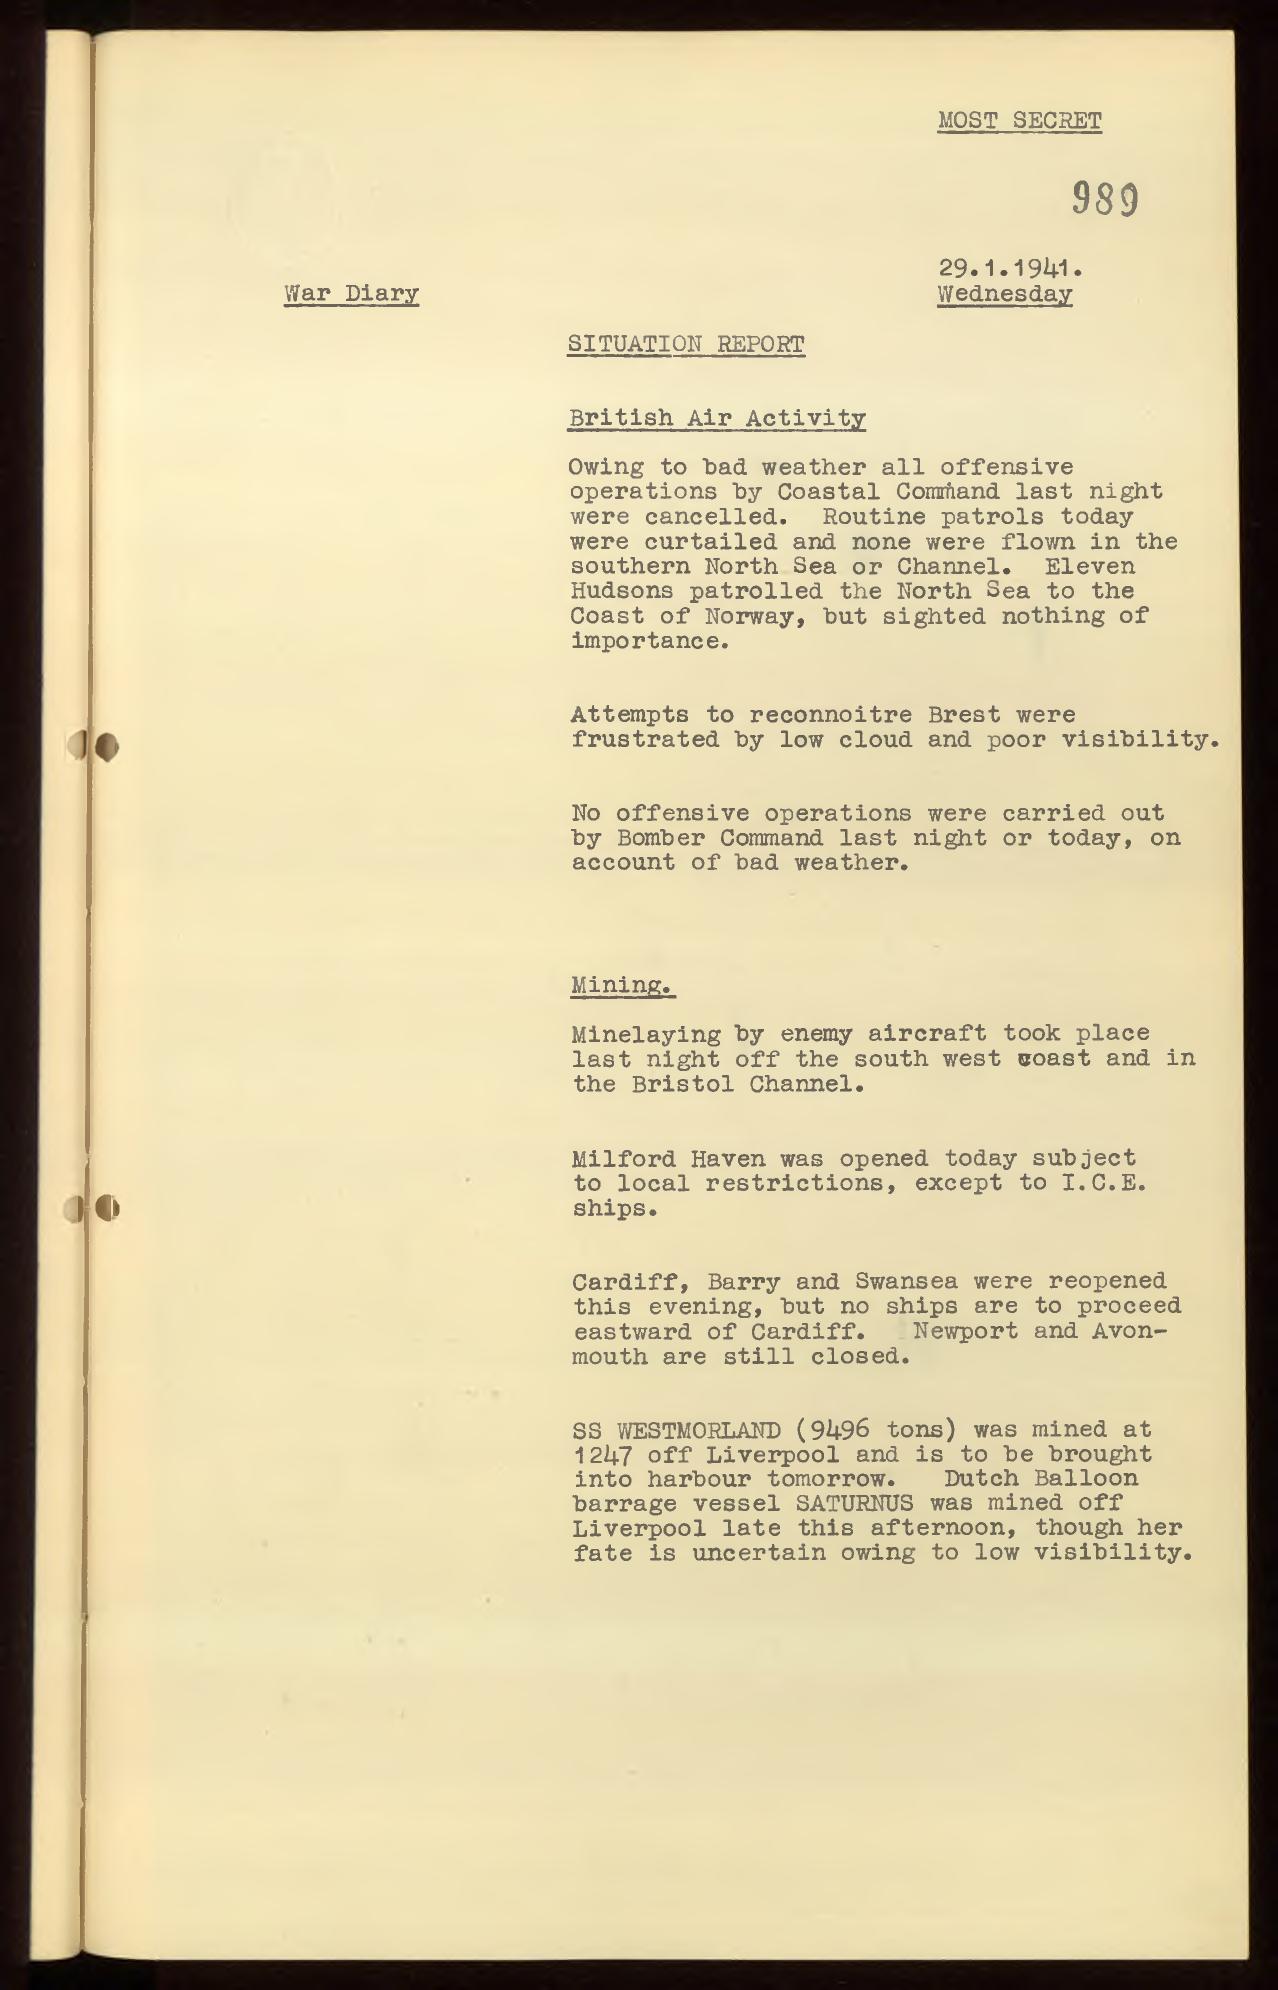 MOST SECRET
989
29.1.1941.
War Diary
Wednesday
SITUATION REPORT
British Air Activity
Owing to bad weather all offensive
operations by Coastal Command last night
were cancelled. Routine patrols today
were curtailed and none were flown in the
southern North Sea or Channel. Eleven
Hudsons patrolled the North Sea to the
Coast of Norway, but sighted nothing of
importance.
Attempts to reconnoitre Brest were
frustrated by low cloud and poor visibility.
No offensive operations were carried out
by Bomber Command last night or today, on
account of bad weather.
Mining.
Minelaying by enemy aircraft took place
last night off the south west coast and in
the Bristol Channel.
Milford Haven was opened today subject
to local restrictions, except to I.C.E.
ships.
Cardiff, Barry and Swansea were reopened
this evening, but no ships are to proceed
eastward of Cardiff. Newport and Avon-
mouth are still closed.
SS WESTMORLAND (9496 tons) was mined at
1247 off Liverpool and is to be brought
into harbour tomorrow. Dutch Balloon
barrage vessel SATURNUS was mined off
Liverpool late this afternoon, though her
fate is uncertain owing to low visibility.